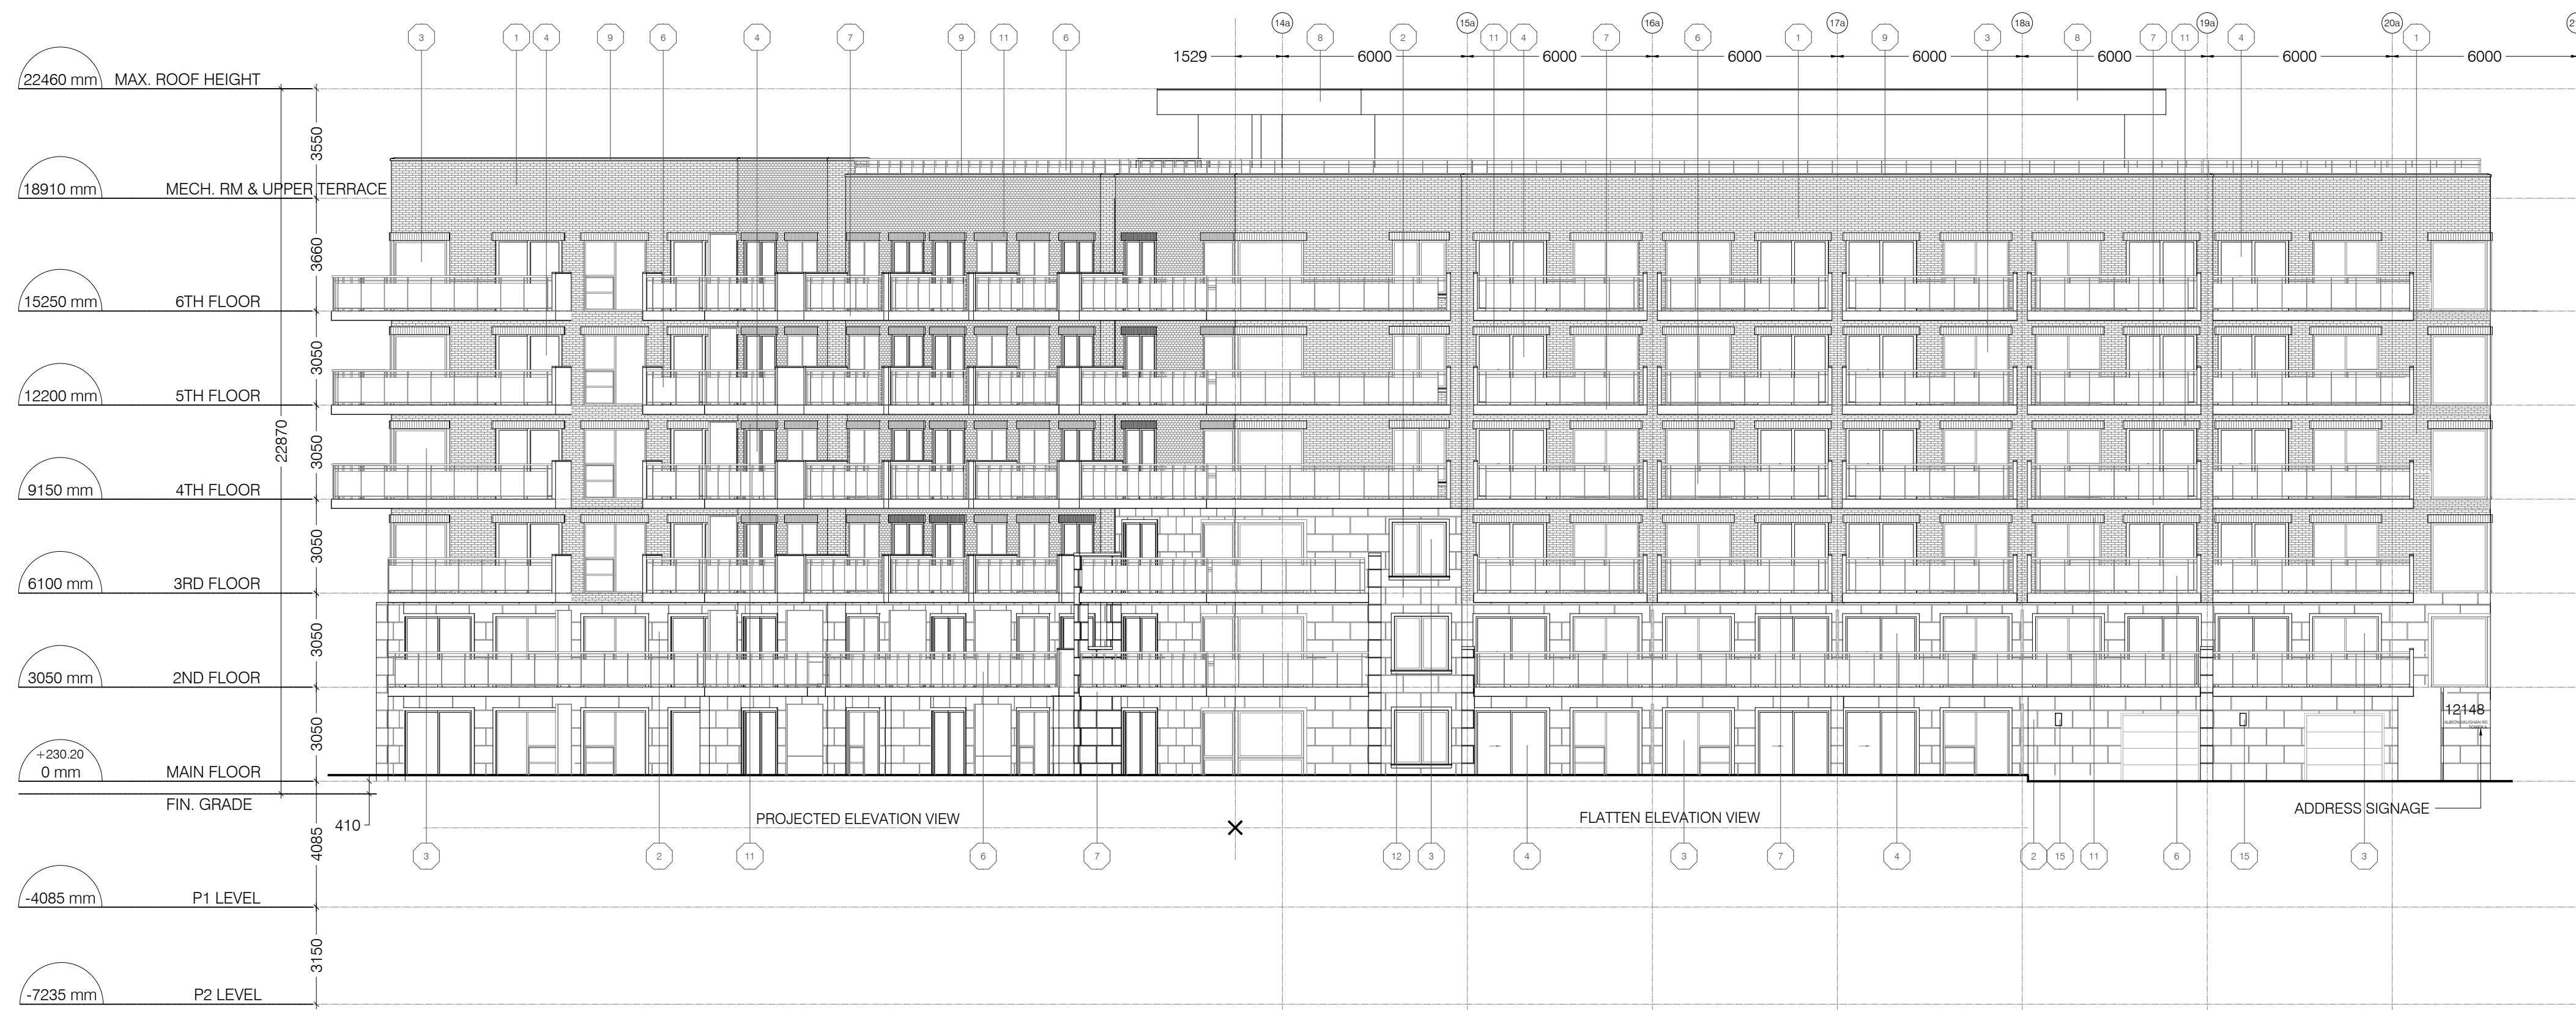 3 1 4 9 6 4 7 9 11 6 8 2 11 4 7 6 1 9 3 8 7 11 4 1
14a 15a 16a 17a 18a 19a 20a
1529 6000 6000 6000 6000 6000 6000 6000
22460 mm MAX. ROOF HEIGHT
3550
18910 mm MECH. RM & UPPER TERRACE
3660
15250 mm 6TH FLOOR
3050
12200 mm 5TH FLOOR
22870
3050
9150 mm 4TH FLOOR
3050
6100 mm 3RD FLOOR
3050
3050 mm 2ND FLOOR
3050
12148
+230.20
0 mm MAIN FLOOR
FIN. GRADE
410
4085
PROJECTED ELEVATION VIEW
FLATTEN ELEVATION VIEW
ADDRESS SIGNAGE
3 2 11 6 7 12 3 4 3 7 4 2 15 11 6 15 3
-4085 mm P1 LEVEL
3150
-7235 mm P2 LEVEL